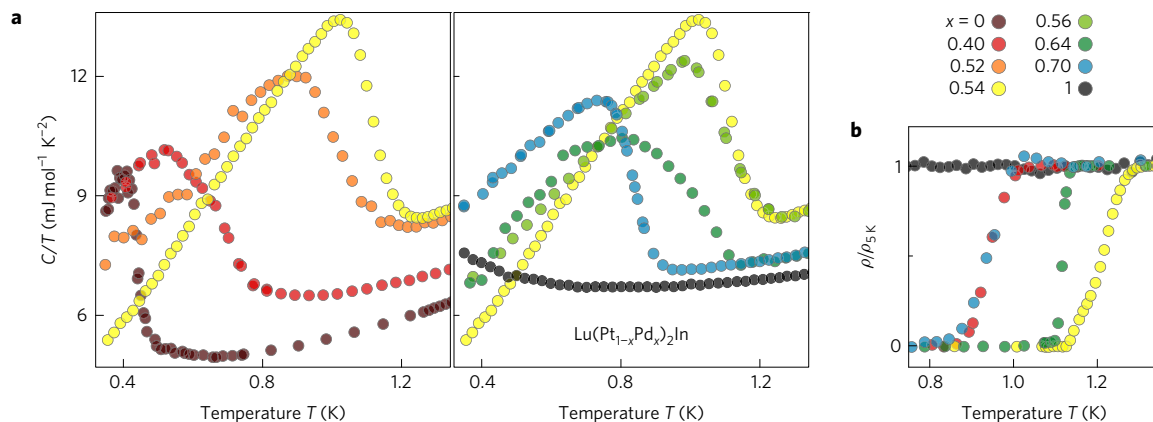 a
C/T (mJ mol⁻¹ K⁻²)
12
9
6
0.4
0.8
1.2
Temperature T (K)
Lu(Pt₁₋ₓPdₓ)₂In
0.4
0.8
1.2
Temperature T (K)
x = 0
0.40
0.52
0.54
0.56
0.64
0.70
1
b
ρ/ρ₅ K
1
0
0.8
1.0
1.2
Temperature T (K)